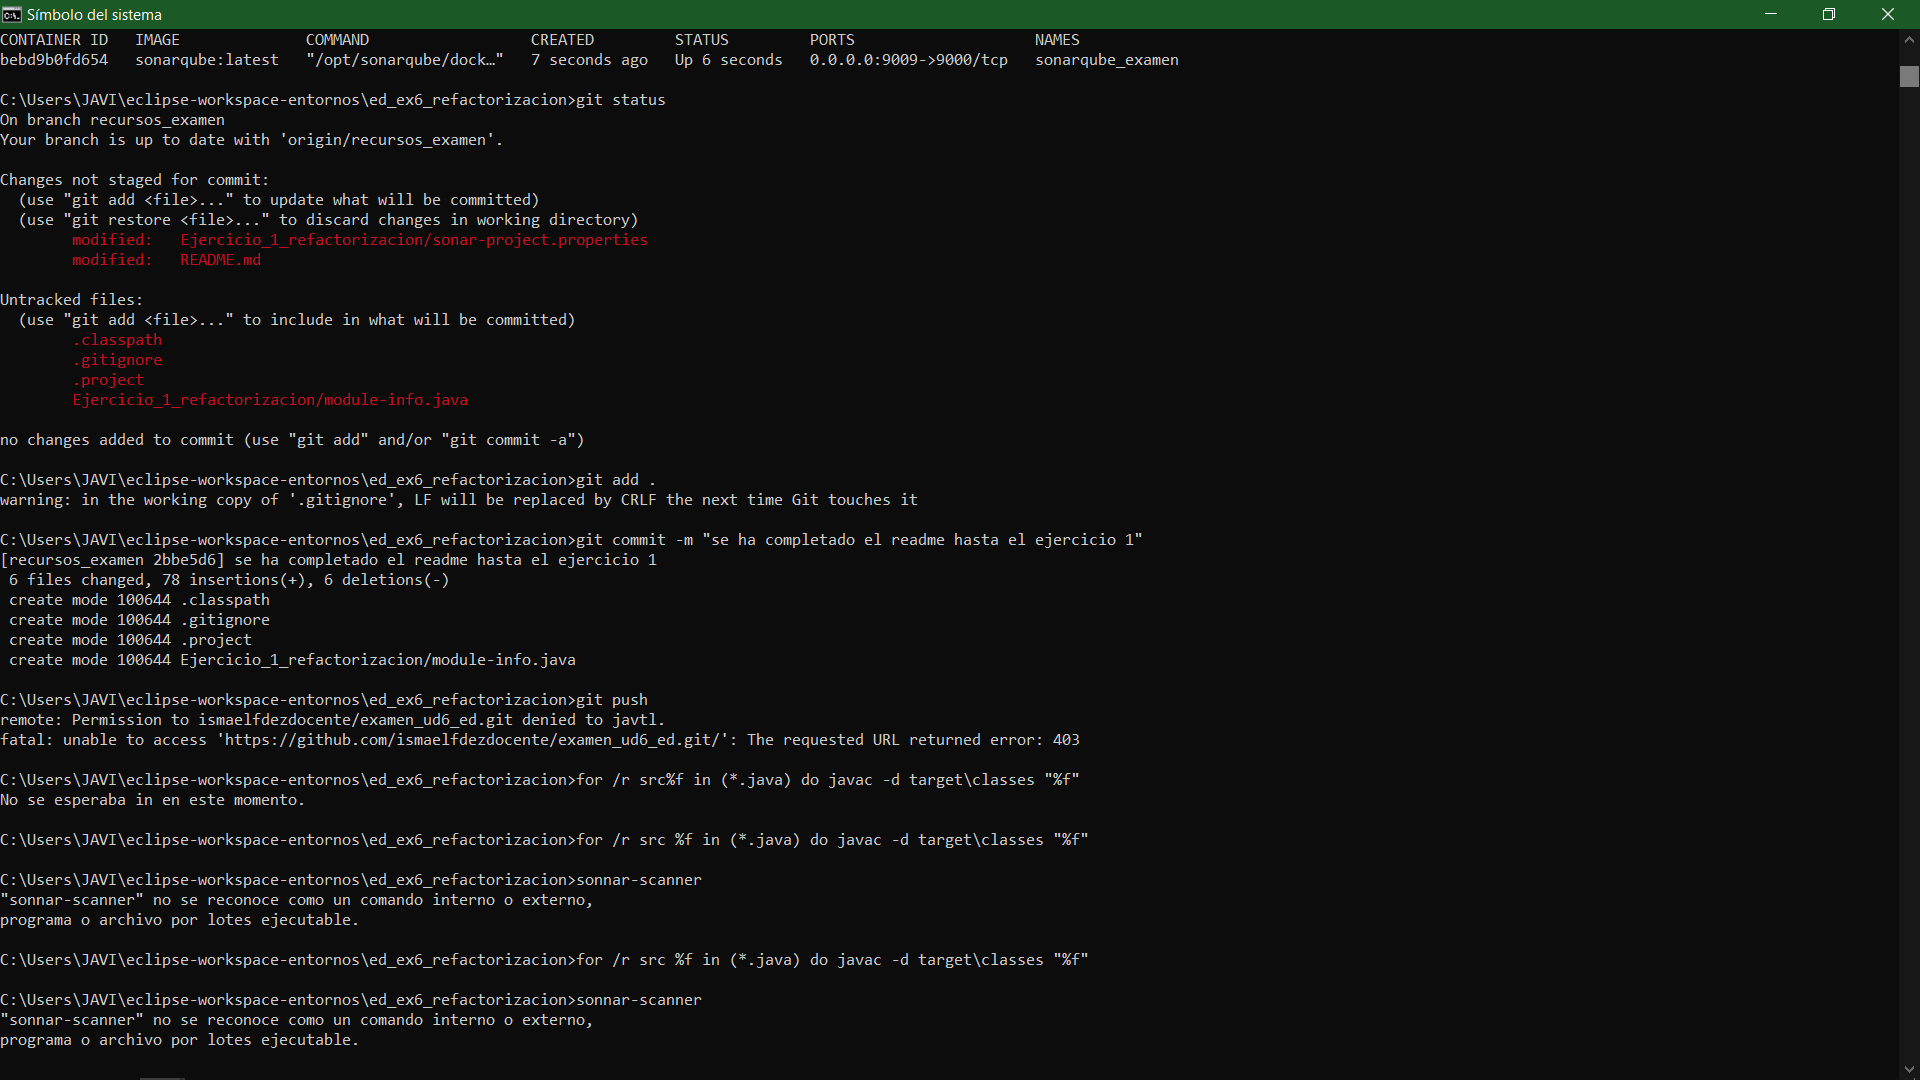 Símbolo del sistema
CONTAINER ID   IMAGE              COMMAND                  CREATED         STATUS         PORTS                    NAMES
bebd9b0fd654   sonarqube:latest   "/opt/sonarqube/dock…"   7 seconds ago   Up 6 seconds   0.0.0.0:9009->9000/tcp   sonarqube_examen
C:\Users\JAVI\eclipse-workspace-entornos\ed_ex6_refactorizacion>git status
On branch recursos_examen
Your branch is up to date with 'origin/recursos_examen'.
Changes not staged for commit:
  (use "git add <file>..." to update what will be committed)
  (use "git restore <file>..." to discard changes in working directory)
        modified:   Ejercicio_1_refactorizacion/sonar-project.properties
        modified:   README.md
Untracked files:
  (use "git add <file>..." to include in what will be committed)
        .classpath
        .gitignore
        .project
        Ejercicio_1_refactorizacion/module-info.java
no changes added to commit (use "git add" and/or "git commit -a")
C:\Users\JAVI\eclipse-workspace-entornos\ed_ex6_refactorizacion>git add .
warning: in the working copy of '.gitignore', LF will be replaced by CRLF the next time Git touches it
C:\Users\JAVI\eclipse-workspace-entornos\ed_ex6_refactorizacion>git commit -m "se ha completado el readme hasta el ejercicio 1"
[recursos_examen 2bbe5d6] se ha completado el readme hasta el ejercicio 1
 6 files changed, 78 insertions(+), 6 deletions(-)
 create mode 100644 .classpath
 create mode 100644 .gitignore
 create mode 100644 .project
 create mode 100644 Ejercicio_1_refactorizacion/module-info.java
C:\Users\JAVI\eclipse-workspace-entornos\ed_ex6_refactorizacion>git push
remote: Permission to ismaelfdezdocente/examen_ud6_ed.git denied to javtl.
fatal: unable to access 'https://github.com/ismaelfdezdocente/examen_ud6_ed.git/': The requested URL returned error: 403
C:\Users\JAVI\eclipse-workspace-entornos\ed_ex6_refactorizacion>for /r src%f in (*.java) do javac -d target\classes "%f"
No se esperaba in en este momento.
C:\Users\JAVI\eclipse-workspace-entornos\ed_ex6_refactorizacion>for /r src %f in (*.java) do javac -d target\classes "%f"
C:\Users\JAVI\eclipse-workspace-entornos\ed_ex6_refactorizacion>sonnar-scanner
"sonnar-scanner" no se reconoce como un comando interno o externo,
programa o archivo por lotes ejecutable.
C:\Users\JAVI\eclipse-workspace-entornos\ed_ex6_refactorizacion>for /r src %f in (*.java) do javac -d target\classes "%f"
C:\Users\JAVI\eclipse-workspace-entornos\ed_ex6_refactorizacion>sonnar-scanner
"sonnar-scanner" no se reconoce como un comando interno o externo,
programa o archivo por lotes ejecutable.